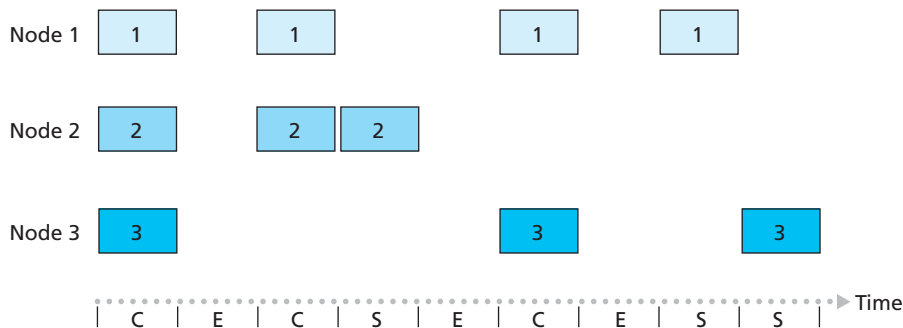 Node 1 1 1 1 1
Node 2 2 2 2
Node 3 3 3 3
Time
C E C S E C E S S